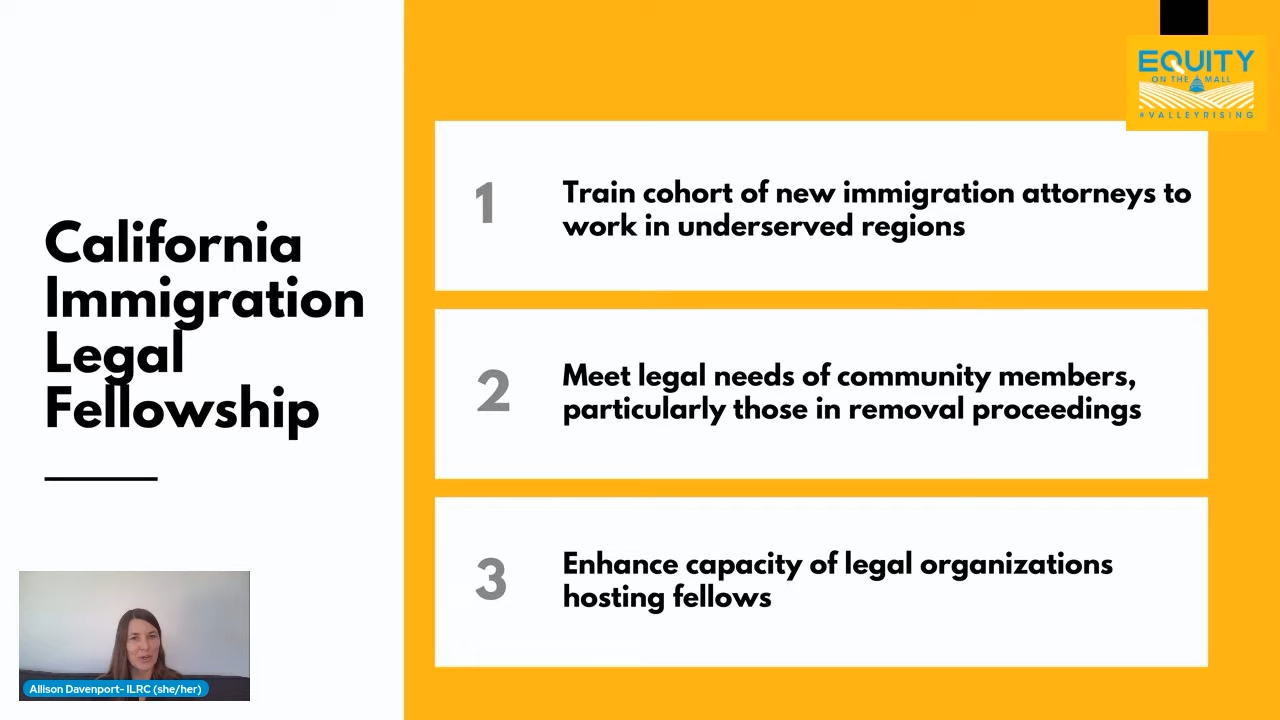 California
Immigration
Legal
Fellowship
EQUITY
ON THE MALL
#VALLEYRISING
1
Train cohort of new immigration attorneys to
work in underserved regions
2
Meet legal needs of community members,
particularly those in removal proceedings
3
Enhance capacity of legal organizations
hosting fellows
Allison Davenport- ILRC (she/her)